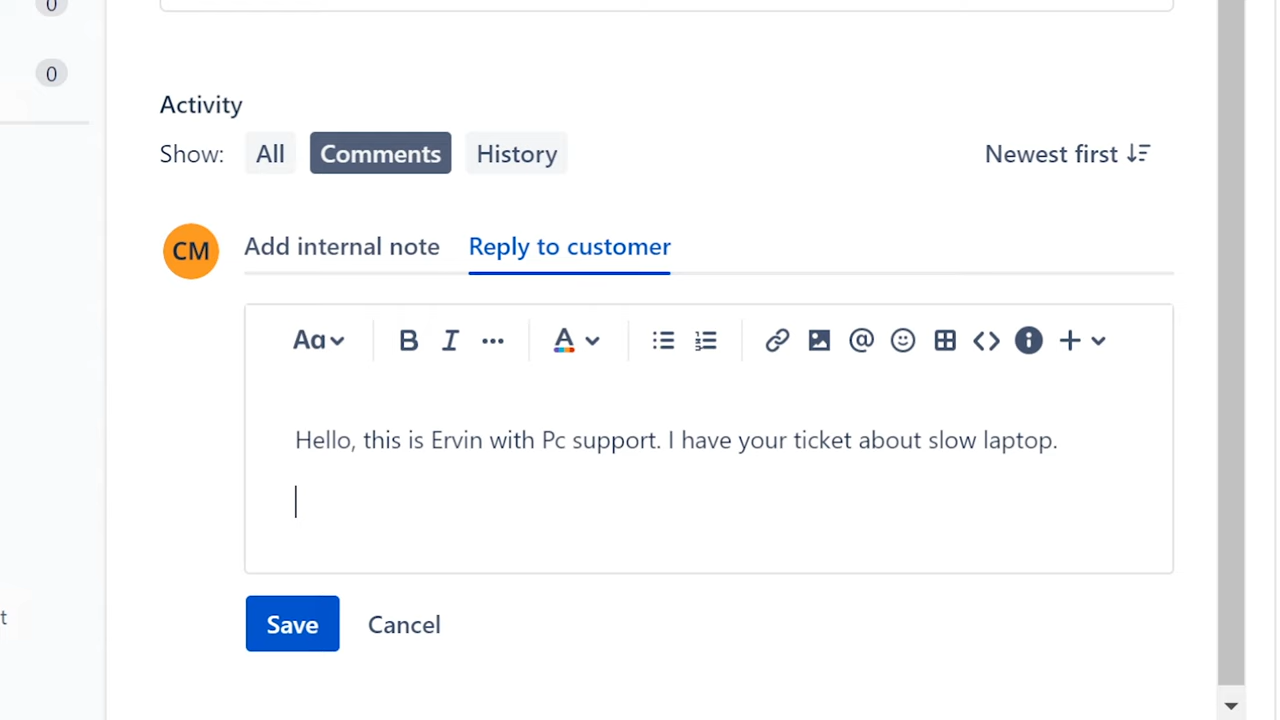 0
0
Activity
Show: All Comments History Newest first
CM Add internal note Reply to customer
Aa B I ... A @ <> i +
Hello, this is Ervin with Pc support. I have your ticket about slow laptop.
t
Save Cancel